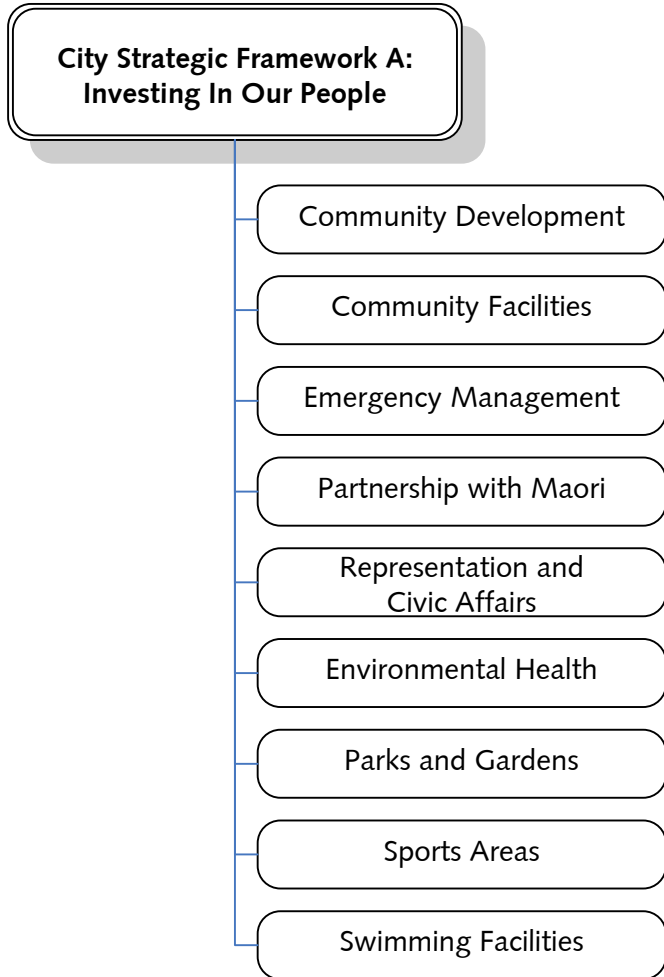 City Strategic Framework A:
Investing In Our People
Community Development
Community Facilities
Emergency Management
Partnership with Maori
Representation and
Civic Affairs
Environmental Health
Parks and Gardens
Sports Areas
Swimming Facilities